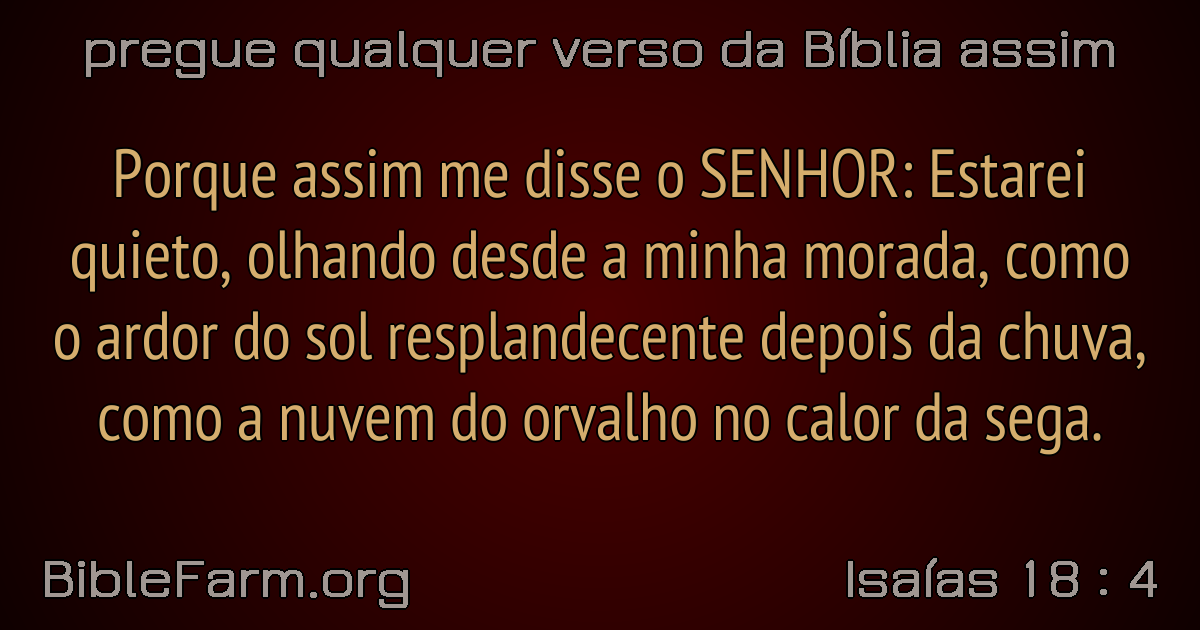 pregue qualquer verso da Bíblia assim
Porque assim me disse o SENHOR: Estarei
quieto, olhando desde a minha morada, como
o ardor do sol resplandecente depois da chuva,
como a nuvem do orvalho no calor da sega.
BibleFarm.org
Isaías 18 : 4